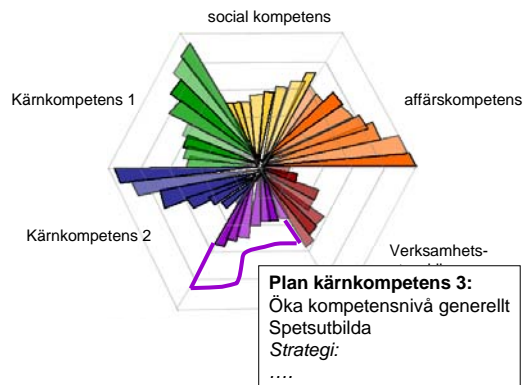 social kompetens
Kärnkompetens 1
affärskompetens
Kärnkompetens 2
Verksamhets-
Plan kärnkompetens 3:
Öka kompetensnivå generellt
Spetsutbilda
Strategi:
....